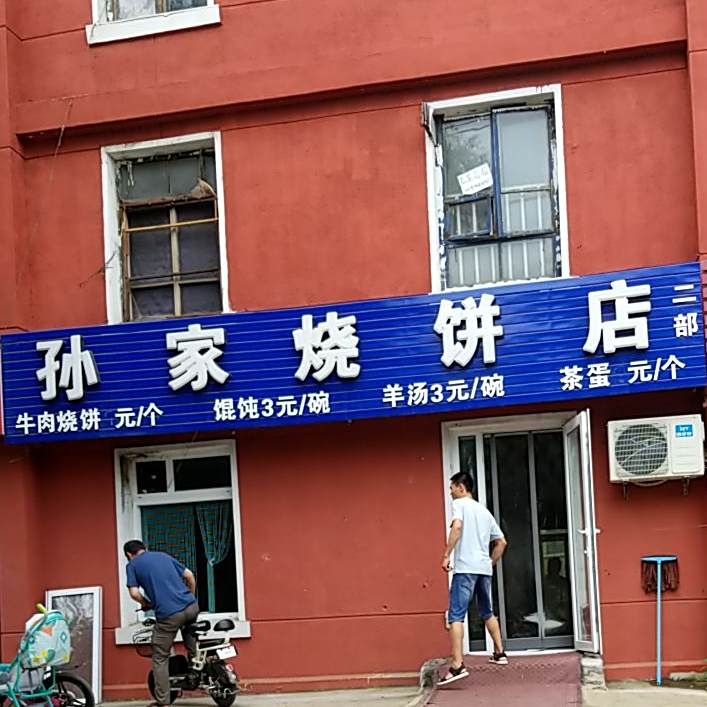 孙家烧饼店
二部
牛肉烧饼 元/个 馄饨3元/碗 羊汤3元/碗 茶蛋 元/个